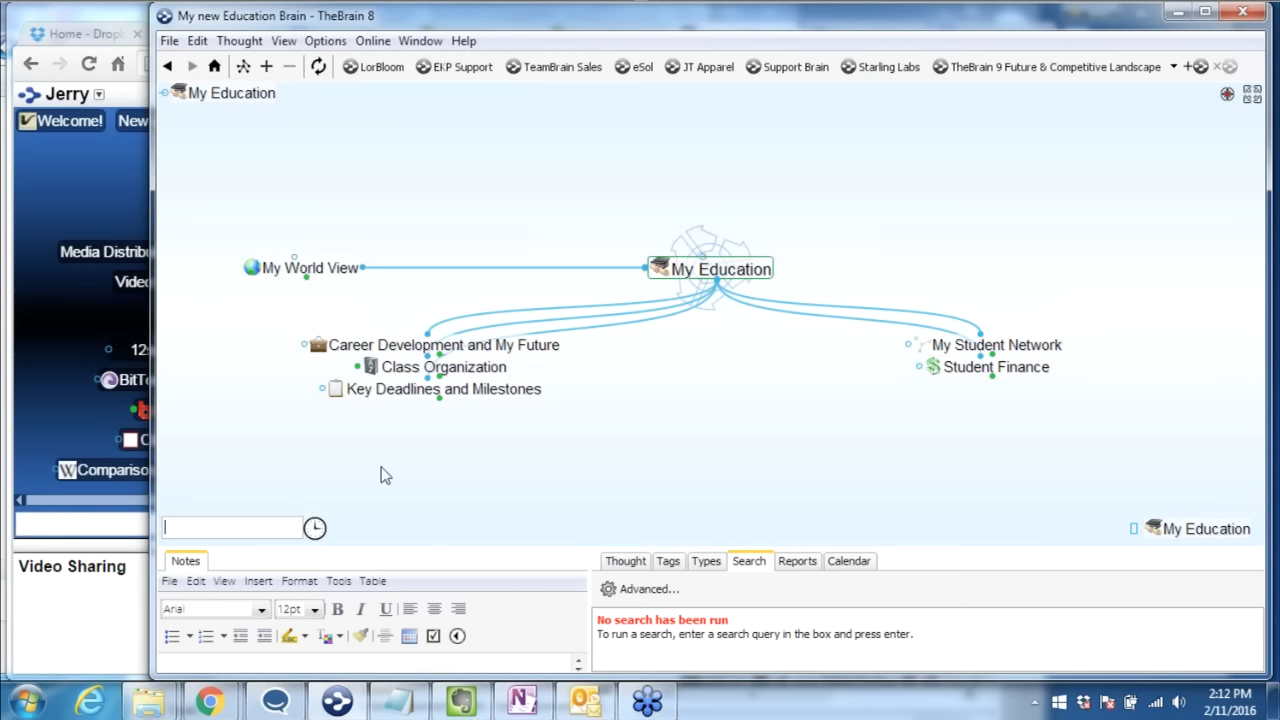 My new Education Brain - TheBrain 8
Home - Dropb
File Edit Thought View Options Online Window Help
LorBloom EKP Support TeamBrain Sales eSol JT Apparel Support Brain Starling Labs TheBrain 9 Future & Competitive Landscape
Jerry
My Education
Welcome! New
Media Distribu
Video
My World View
My Education
12
BitTo
Compariso
Career Development and My Future
Class Organization
Key Deadlines and Milestones
My Student Network
Student Finance
My Education
Video Sharing
Notes
File Edit View Insert Format Tools Table
Arial 12pt B I U
Thought Tags Types Search Reports Calendar
Advanced...
No search has been run
To run a search, enter a search query in the box and press enter.
2:12 PM
2/11/2016